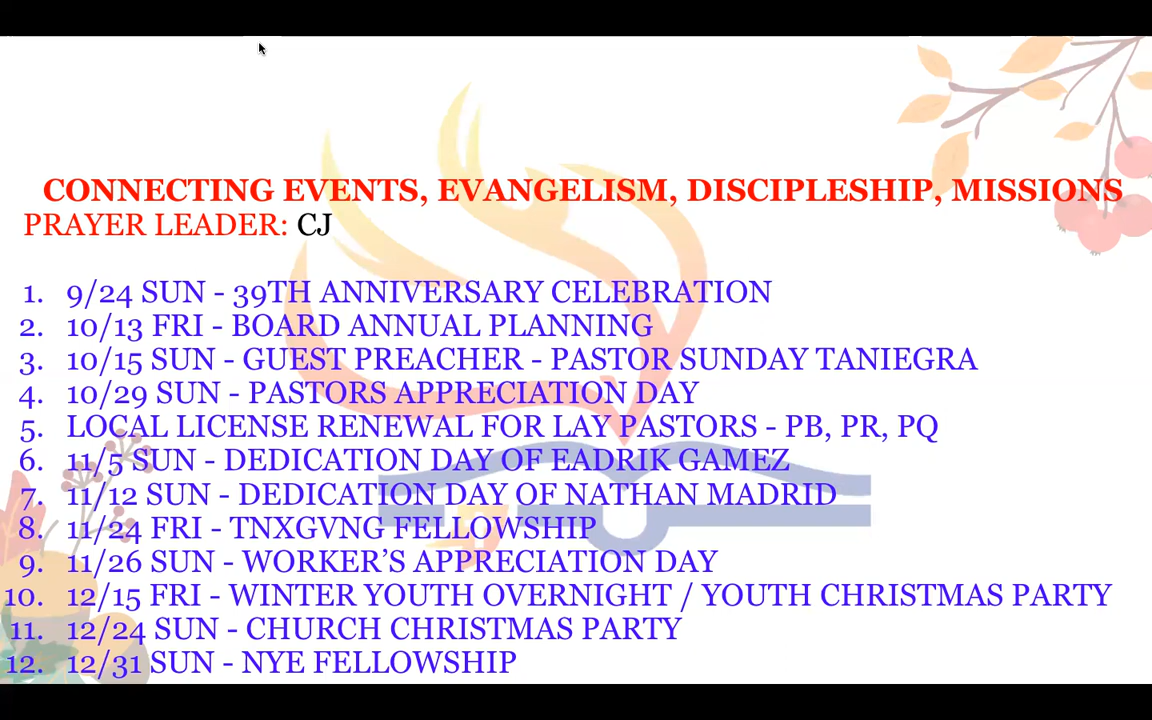 CONNECTING EVENTS, EVANGELISM, DISCIPLESHIP, MISSIONS
PRAYER LEADER: CJ
1. 9/24 SUN - 39TH ANNIVERSARY CELEBRATION
2. 10/13 FRI - BOARD ANNUAL PLANNING
3. 10/15 SUN - GUEST PREACHER - PASTOR SUNDAY TANIEGRA
4. 10/29 SUN - PASTORS APPRECIATION DAY
5. LOCAL LICENSE RENEWAL FOR LAY PASTORS - PB, PR, PQ
6. 11/5 SUN - DEDICATION DAY OF EADRIK GAMEZ
7. 11/12 SUN - DEDICATION DAY OF NATHAN MADRID
8. 11/24 FRI - TNXGVNG FELLOWSHIP
9. 11/26 SUN - WORKER’S APPRECIATION DAY
10. 12/15 FRI - WINTER YOUTH OVERNIGHT / YOUTH CHRISTMAS PARTY
11. 12/24 SUN - CHURCH CHRISTMAS PARTY
12. 12/31 SUN - NYE FELLOWSHIP